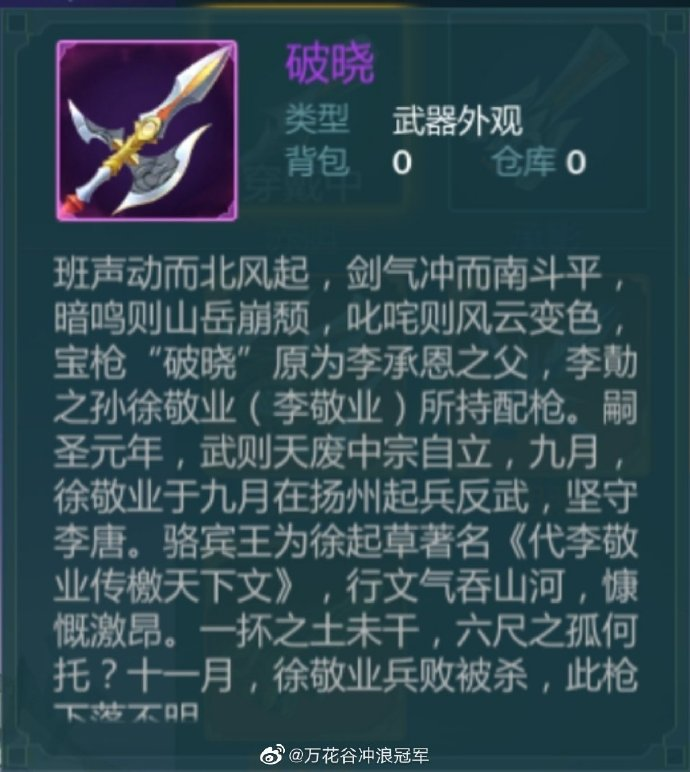 破晓
类型 武器外观
背包 0 仓库 0
穿戴中
班声动而北风起，剑气冲而南斗平，
暗鸣则山岳崩颓，叱咤则风云变色，
宝枪“破晓”原为李承恩之父，李勣
之孙徐敬业（李敬业）所持配枪。嗣
圣元年，武则天废中宗自立，九月，
徐敬业于九月在扬州起兵反武，坚守
李唐。骆宾王为徐起草著名《代李敬
业传檄天下文》，行文气吞山河，慷
慨激昂。一抔之土未干，六尺之孤何
托？十一月，徐敬业兵败被杀，此枪
下落不明
@万花谷冲浪冠军